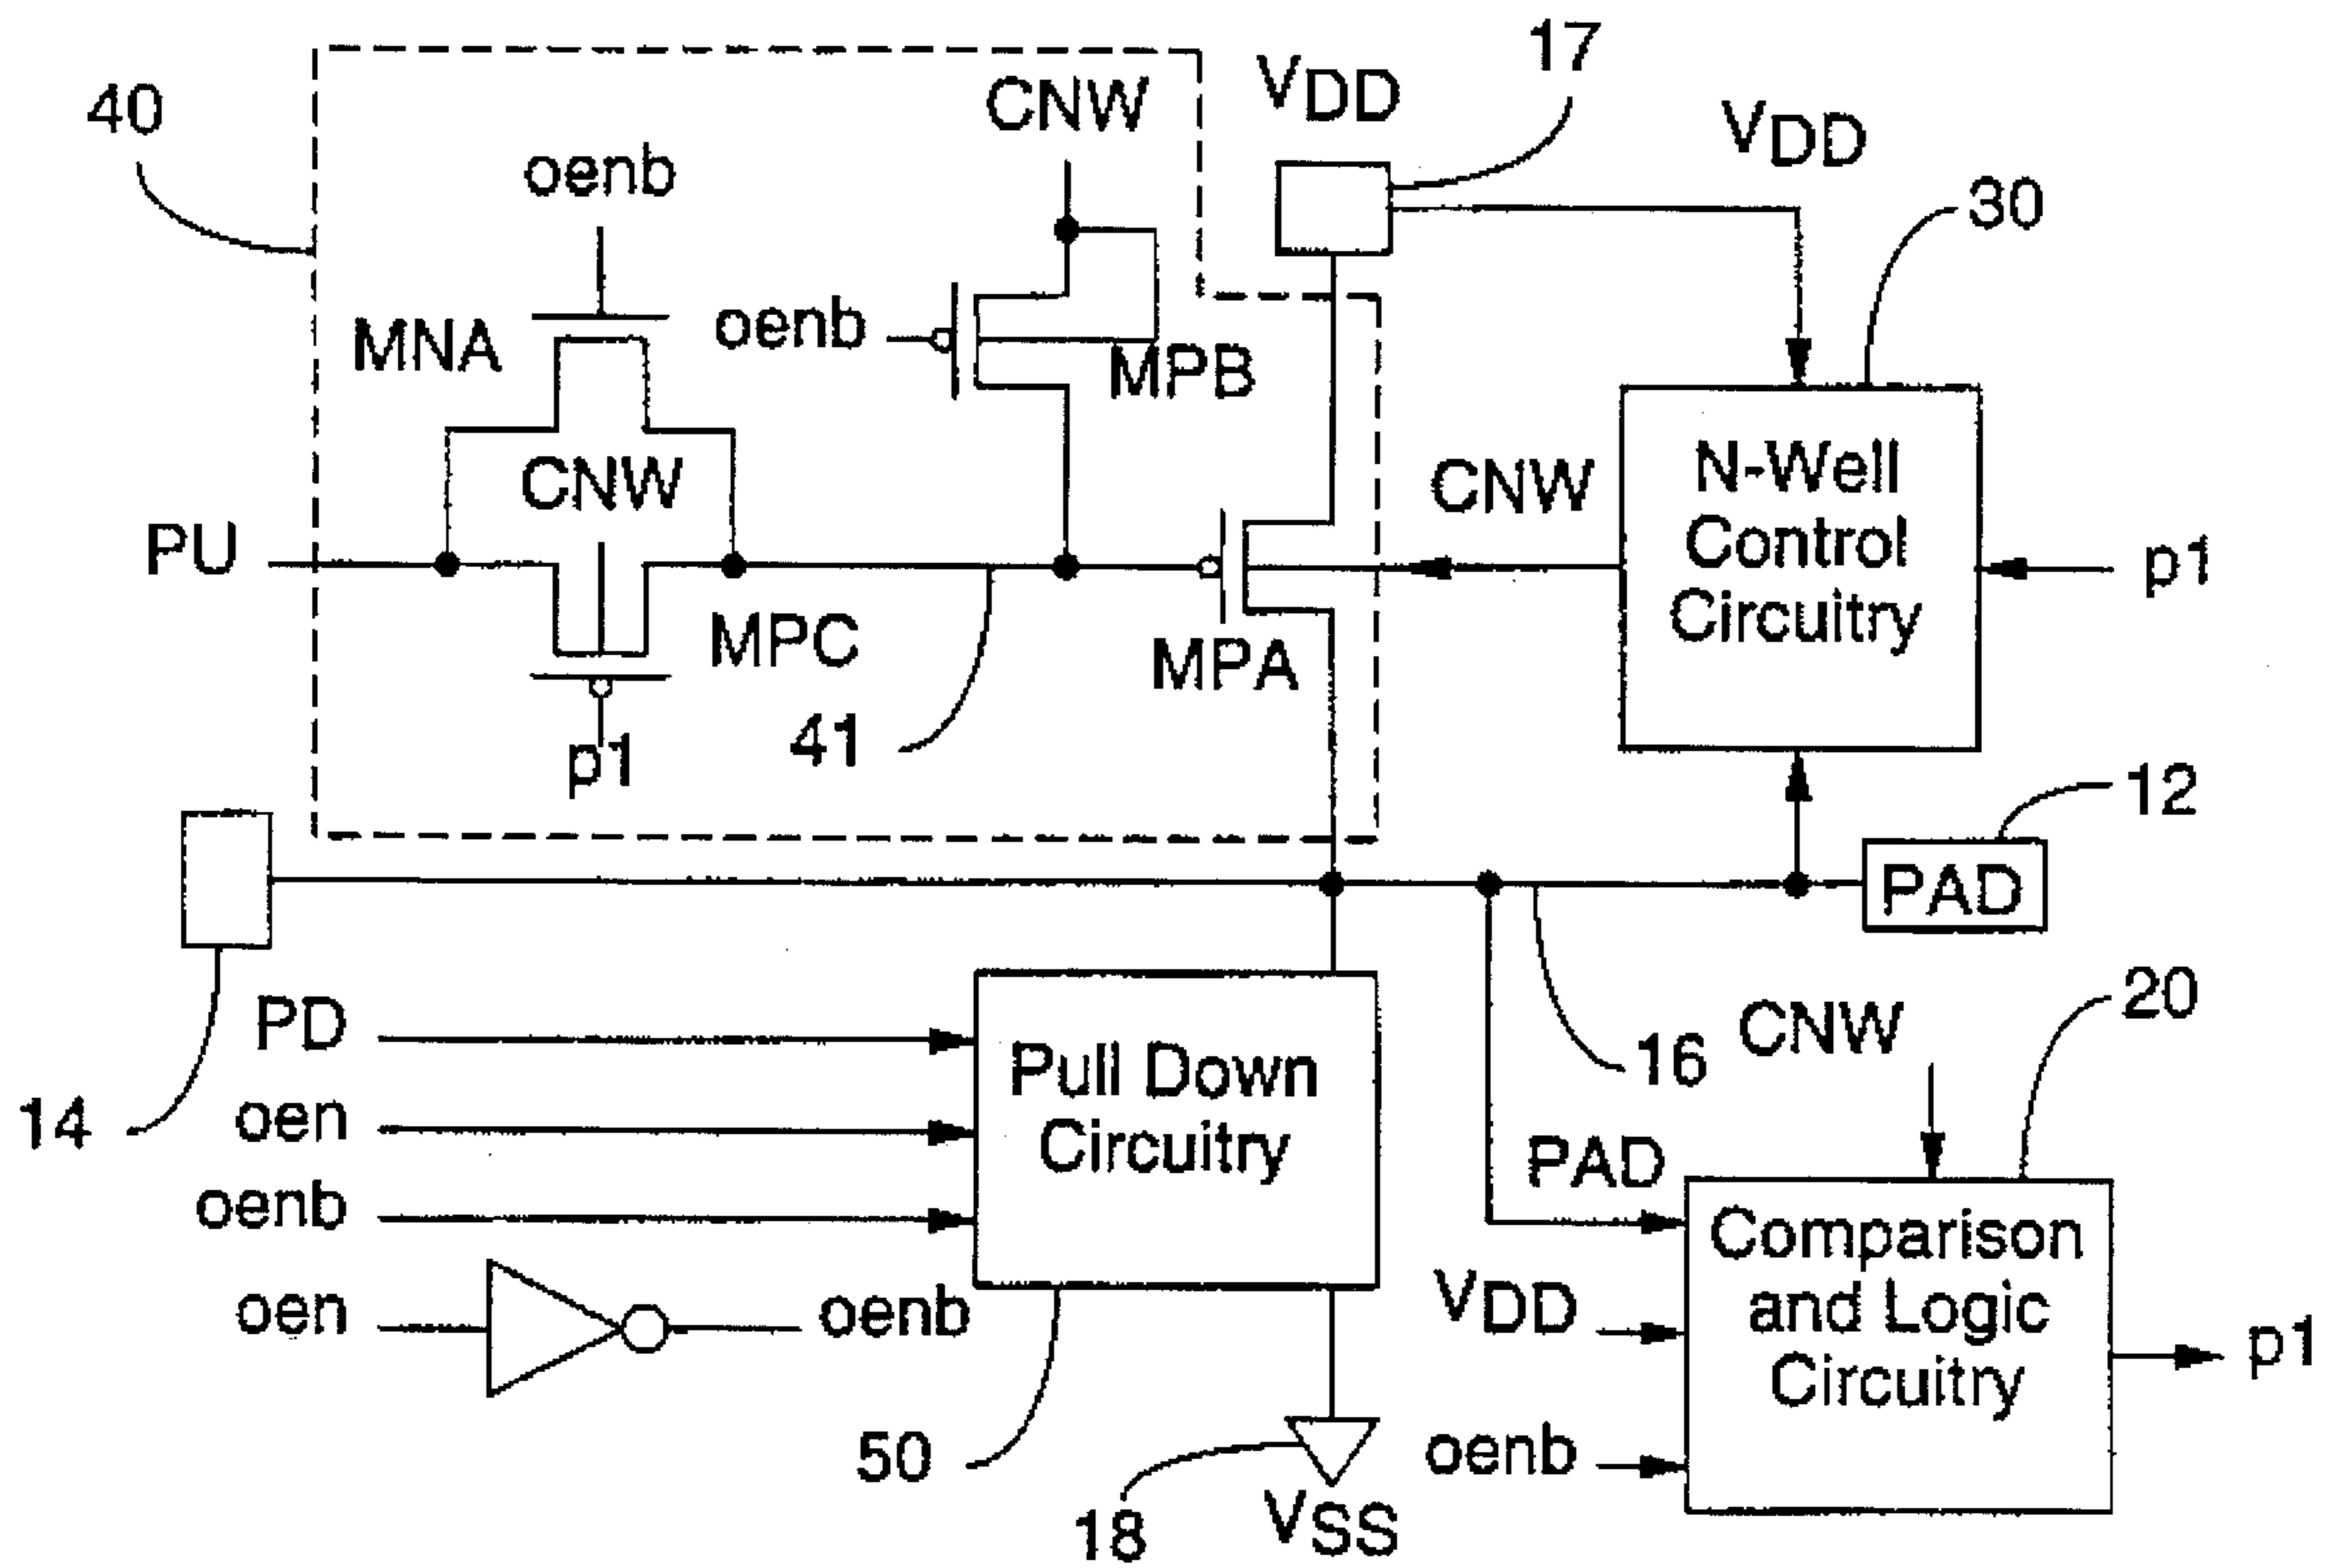 17
VDD
VDD
CNW
40
oenb
30
MNA
oenb
MPB
CNW
CNW
N-Well
Control
Circuitry
PU
p1
MPC
MPA
41
p1
12
PAD
14
PD
oen
oenb
Pull Down
Circuitry
16
CNW
20
PAD
Comparison
and Logic
Circuitry
VDD
oenb
p1
oen
oenb
50
18
VSS